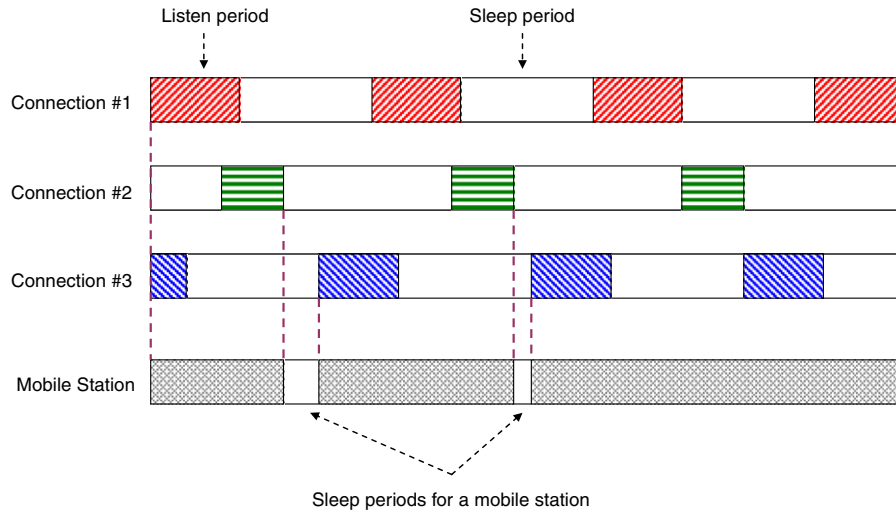 Listen period
Sleep period
Connection #1
Connection #2
Connection #3
Mobile Station
Sleep periods for a mobile station